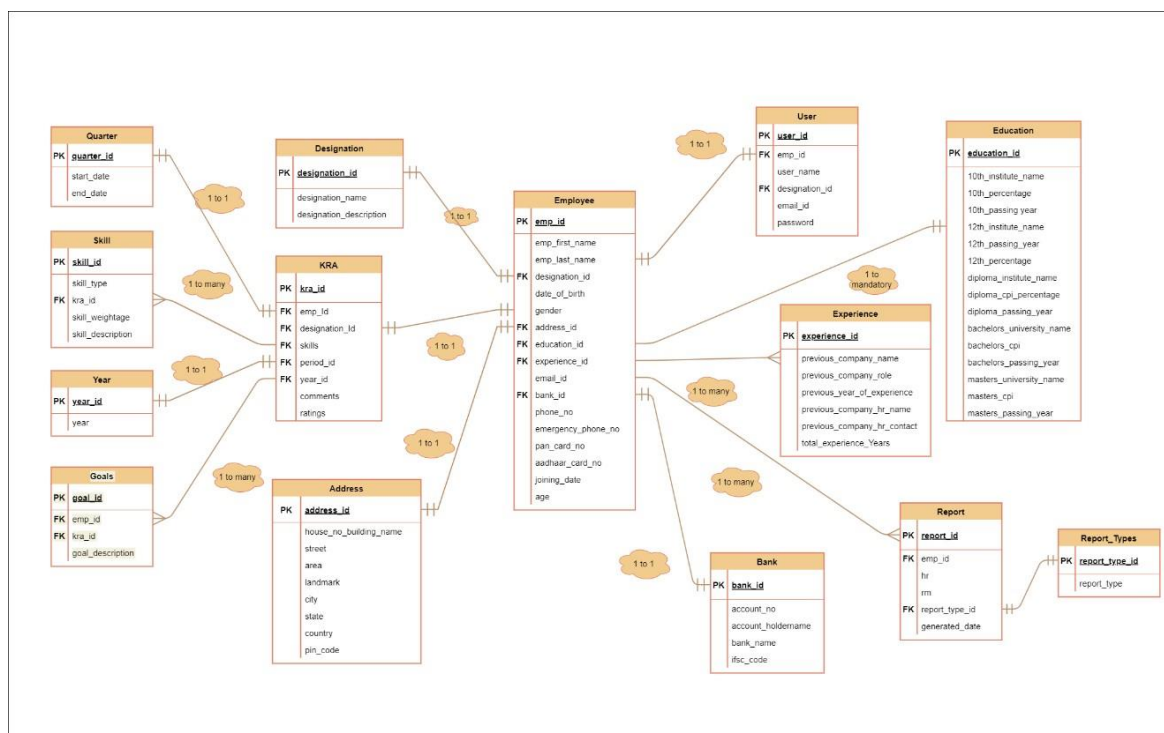 Quarter
PK quarter_id
start_date
end_date
Skill
PK skill_id
skill_type
FK kra_id
skill_weightage
skill_description
Year
PK year_id
year
Goals
PK goal_id
FK emp_id
FK kra_id
goal_description
1 to 1
1 to many
1 to 1
1 to many
Designation
PK designation_id
designation_name
designation_description
KRA
PK kra_id
FK emp_Id
FK designation_Id
FK skills
FK period_id
FK year_id
comments
ratings
Address
PK address_id
house_no_building_name
street
area
landmark
city
state
country
pin_code
1 to 1
1 to 1
1 to 1
Employee
PK emp_id
emp_first_name
emp_last_name
FK designation_id
date_of_birth
gender
FK address_id
FK education_id
FK experience_id
email_id
FK bank_id
phone_no
emergency_phone_no
pan_card_no
aadhaar_card_no
joining_date
age
1 to 1
User
PK user_id
FK emp_id
user_name
FK designation_id
email_id
password
1 to mandatory
Experience
PK experience_id
previous_company_name
previous_company_role
previous_year_of_experience
previous_company_hr_name
previous_company_hr_contact
total_experience_Years
1 to many
1 to many
1 to 1
Bank
PK bank_id
account_no
account_holdername
bank_name
ifsc_code
Education
PK education_id
10th_institute_name
10th_percentage
10th_passing year
12th_institute_name
12th_passing_year
12th_percentage
diploma_institute_name
diploma_cpi_percentage
diploma_passing_year
bachelors_university_name
bachelors_cpi
bachelors_passing_year
masters_university_name
masters_cpi
masters_passing_year
Report
PK report_id
FK emp_id
hr
rm
FK report_type_id
generated_date
Report_Types
PK report_type_id
report_type